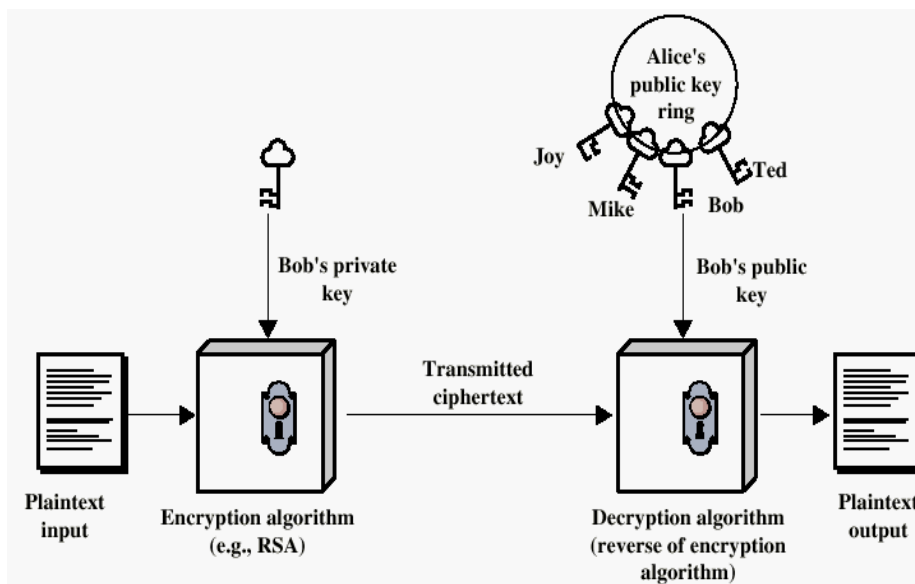 Alice's
public key
ring
Joy
Ted
Mike
Bob
Bob's private
key
Bob's public
key
Transmitted
ciphertext
Plaintext
input
Encryption algorithm
(e.g., RSA)
Decryption algorithm
(reverse of encryption
algorithm)
Plaintext
output